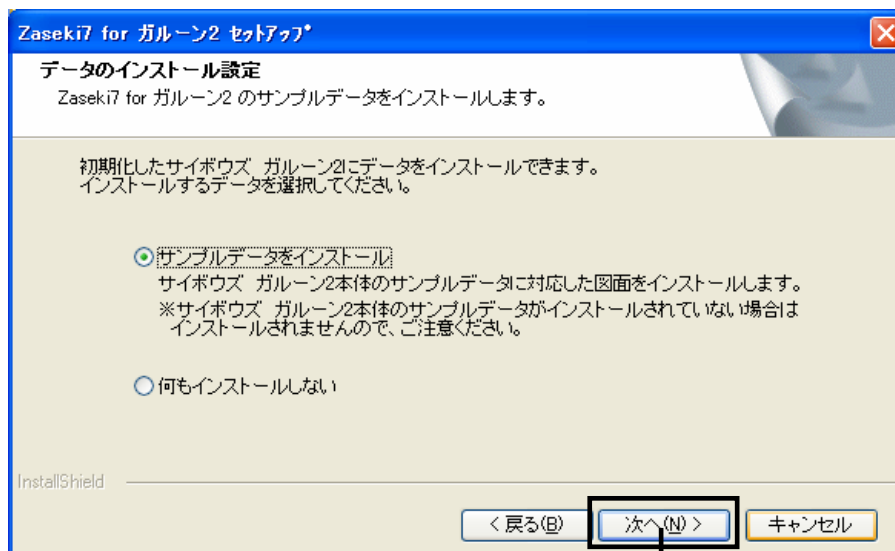 Zaseki7 for ガルーン2 セットアップ
データのインストール設定
Zaseki7 for ガルーン2 のサンプルデータをインストールします。
初期化したサイボウズ ガルーン2にデータをインストールできます。
インストールするデータを選択してください。
サンプルデータをインストール
サイボウズ ガルーン2本体のサンプルデータに対応した図面をインストールします。
※サイボウズ ガルーン2本体のサンプルデータがインストールされていない場合は
インストールされませんので、ご注意ください。
何もインストールしない
InstallShield
< 戻る(B) 次へ(N) > キャンセル